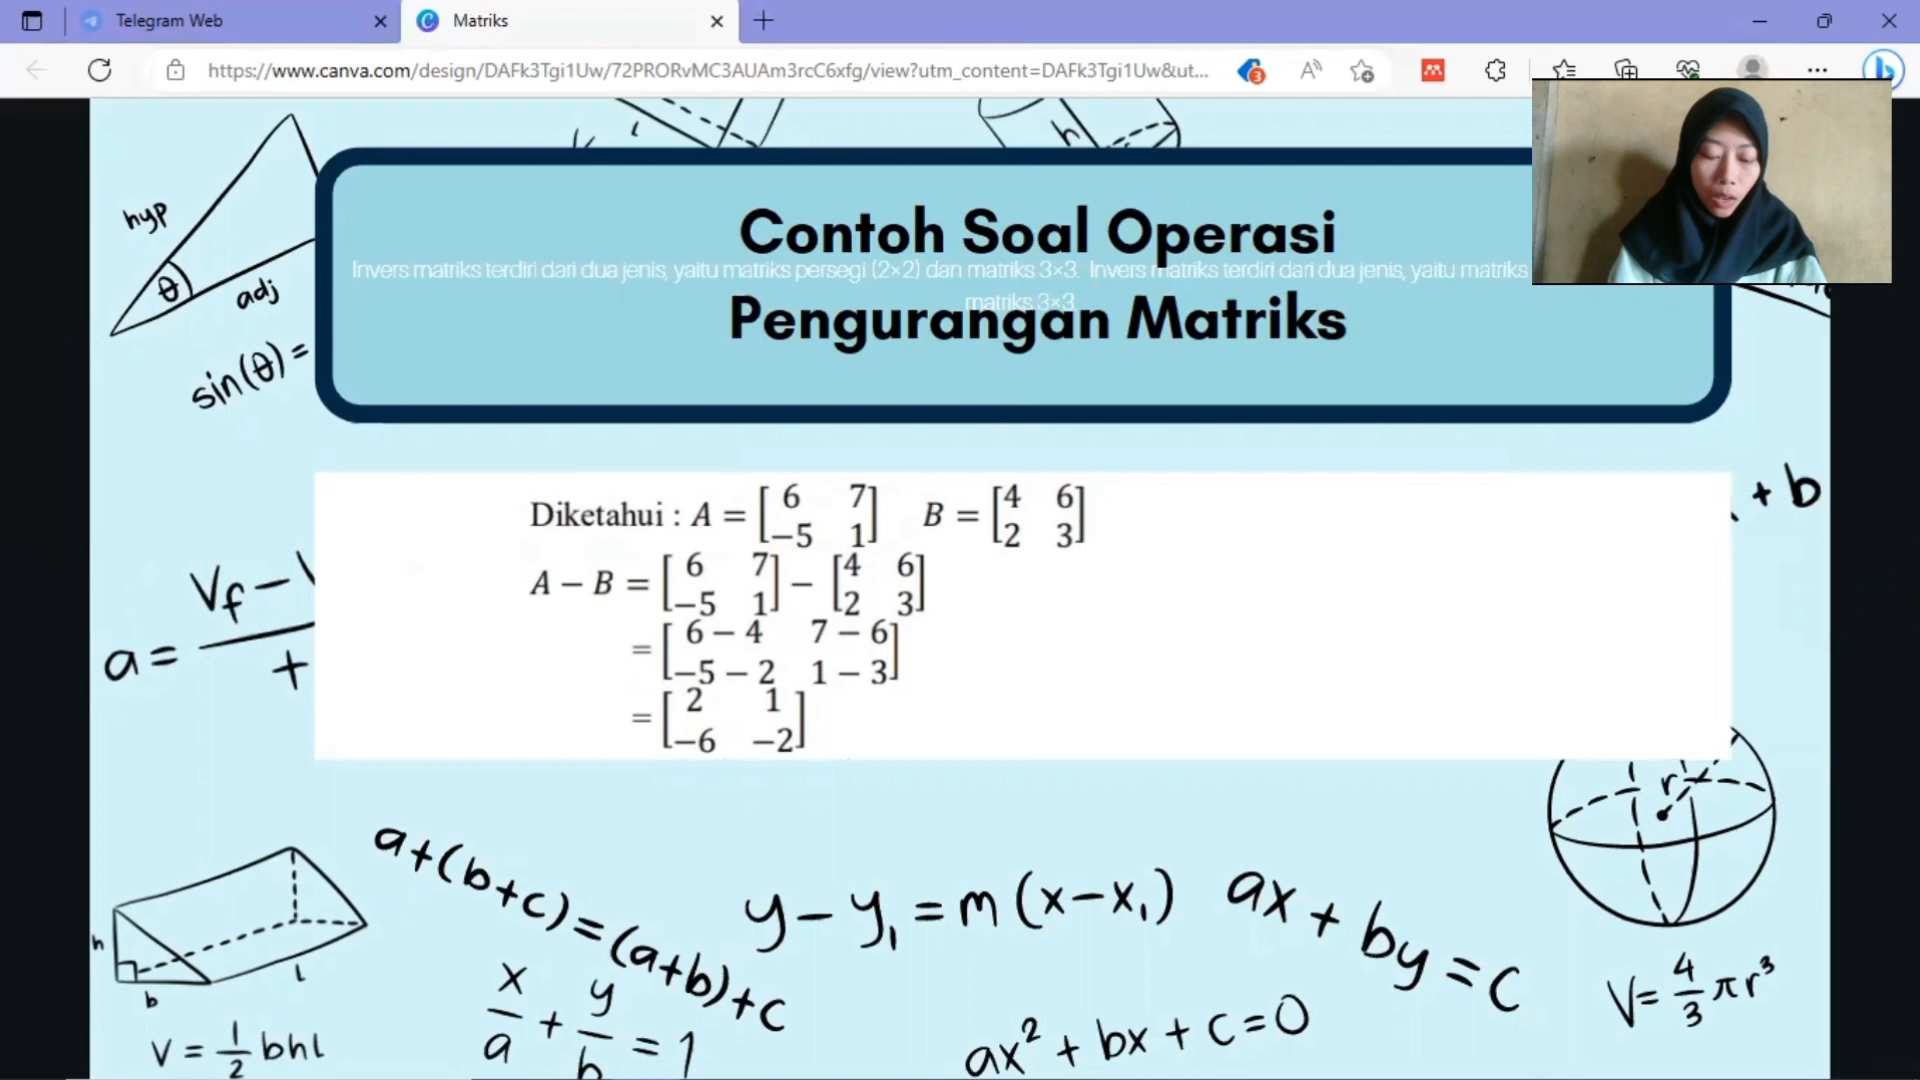 Telegram Web
Matriks
https://www.canva.com/design/DAFk3Tgi1Uw/72PRORvMC3AUAm3rcC6xfg/view?utm_content=DAFk3Tgi1Uw&ut...
3
l
h
hyp
θ
adj
sin(θ) =
Contoh Soal Operasi
Invers matriks terdiri dari dua jenis, yaitu matriks persegi (2×2) dan matriks 3×3. Invers matriks terdiri dari dua jenis, yaitu matriks
matriks 3×3
Pengurangan Matriks
+ b
Diketahui : A = [6 7
−5 1] B = [4 6
2 3]
A − B = [6 7
−5 1] − [4 6
2 3]
= [6 − 4 7 − 6
−5 − 2 1 − 3]
= [2 1
−6 −2]
a = Vf −
t
r
a+(b+c)=(a+b)+c
y − y₁ = m (x − x₁)
ax + by = c
h
b
l
V = 1/2 bhl
x/a + y/b = 1
ax² + bx + c = 0
V = 4/3 πr³